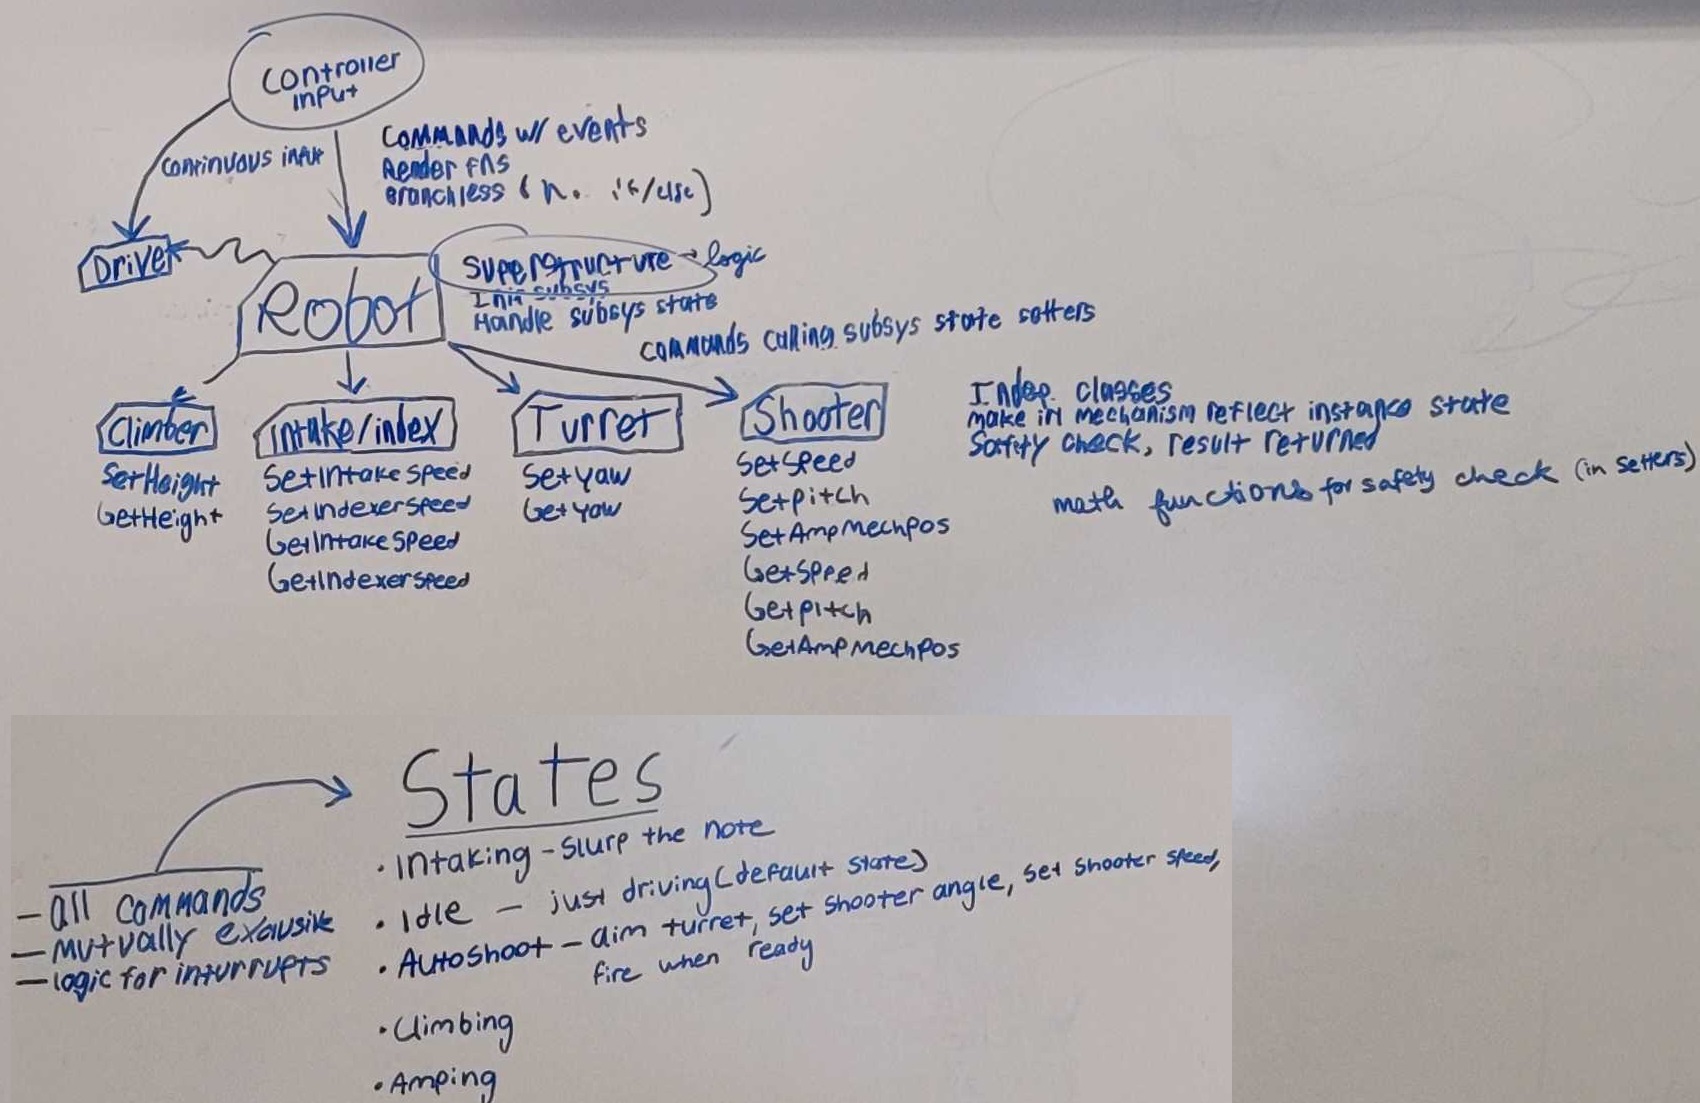 Controller
input
continuous input
Commands w/ events
Render fns
Branchless ( no if/else)
Drive
Robot
Superstructure → logic
Init subsys
Handle subsys state
commands calling subsys state setters
Climber
SetHeight
GetHeight
intake/index
SetIntakeSpeed
SetIndexerSpeed
GetIntakeSpeed
GetIndexerSpeed
Turret
Setyaw
Getyaw
Shooter
SetSpeed
SetPitch
SetAmpMechPos
GetSpeed
GetPitch
GetAmpMechPos
Indep. classes
make in mechanism reflect instance state
Safety check, result returned
math functions for safety check (in setters)
States
- all commands
- mutually exclusive
- logic for inturrupts
• Intaking - slurp the note
• Idle - just driving (default state)
• Autoshoot - aim turret, set shooter angle, set shooter speed,
fire when ready
• Climbing
• Amping